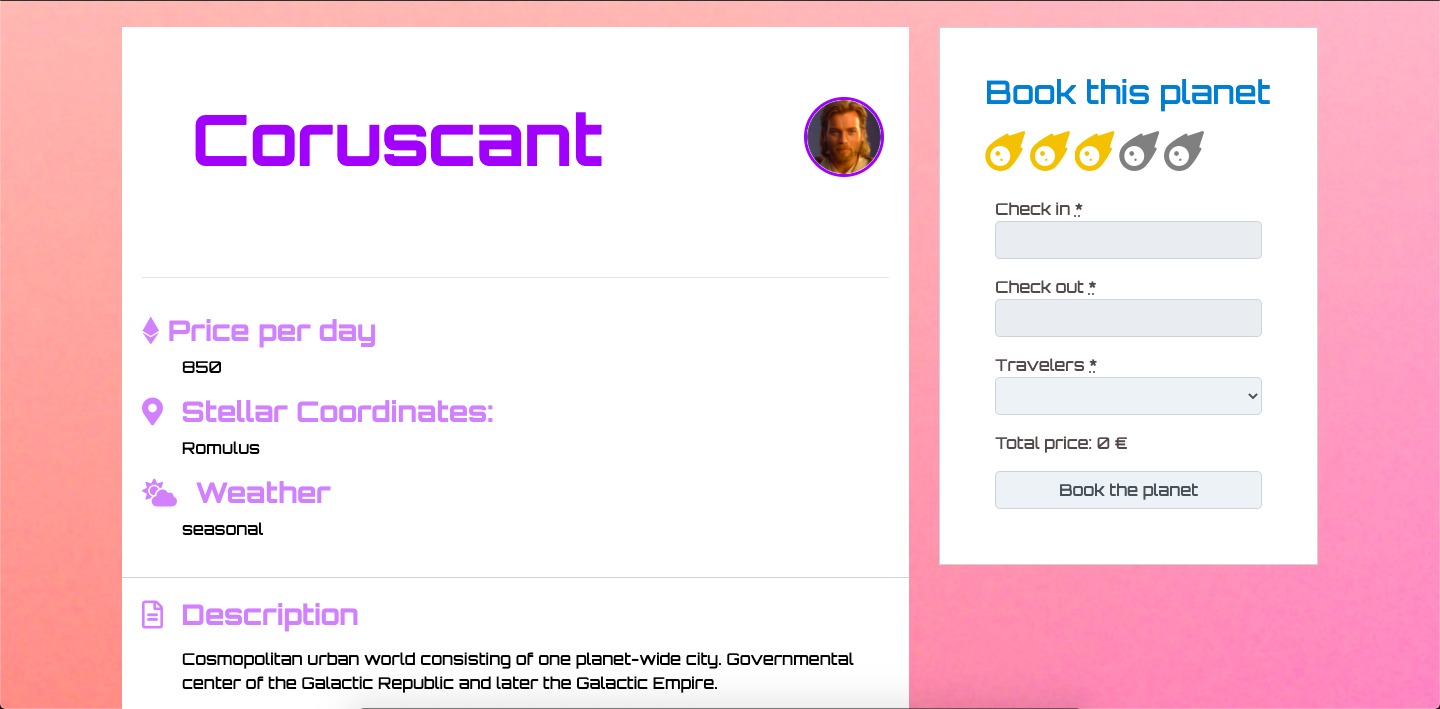 Coruscant
Price per day
850
Stellar Coordinates:
Romulus
Weather
seasonal
Description
Cosmopolitan urban world consisting of one planet-wide city. Governmental
center of the Galactic Republic and later the Galactic Empire.
Book this planet
Check in *
Check out *
Travelers *
Total price: 0 €
Book the planet